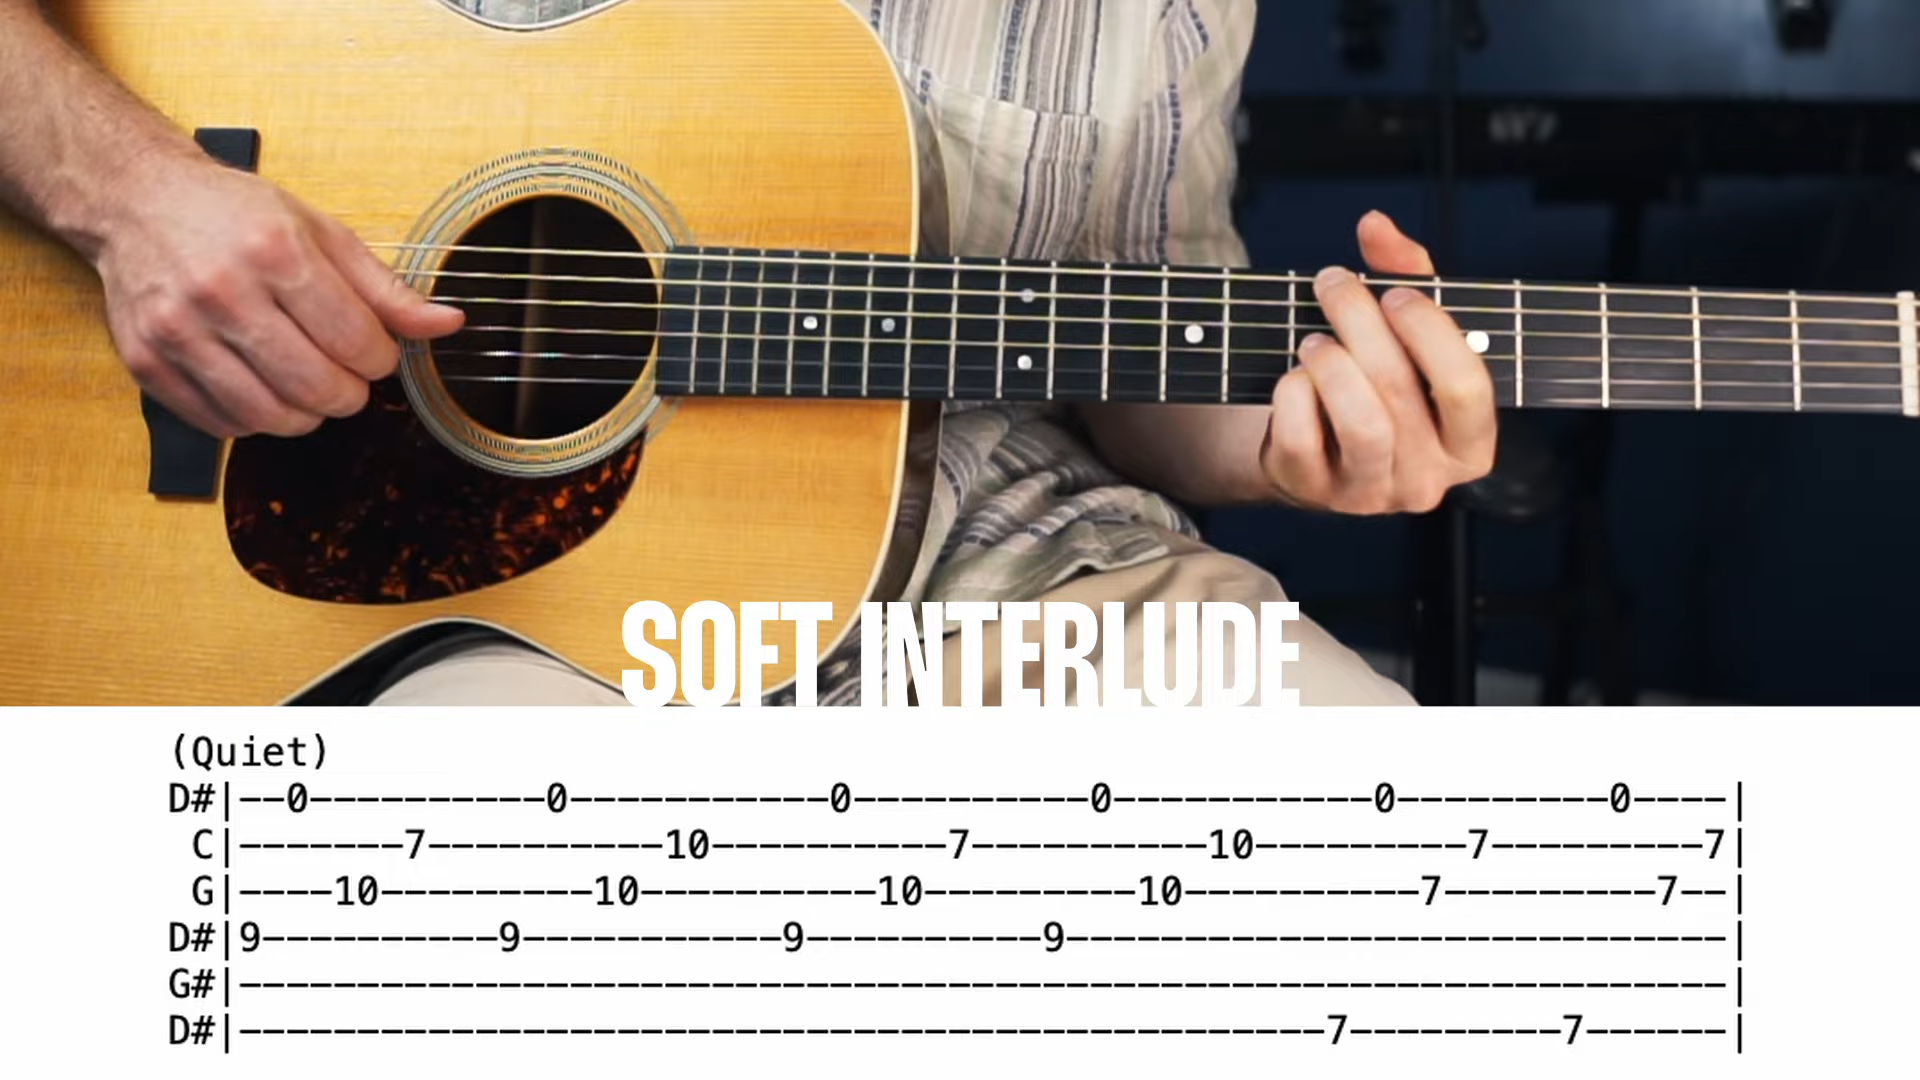 SOFT INTERLUDE
(Quiet)
D#|--0----------0-----------0----------0-----------0---------0----|
C|-------7----------10----------7----------10---------7---------7|
G|----10---------10----------10---------10----------7---------7--|
D#|9----------9-----------9----------9----------------------------|
G#|---------------------------------------------------------------|
D#|----------------------------------------------7---------7------|